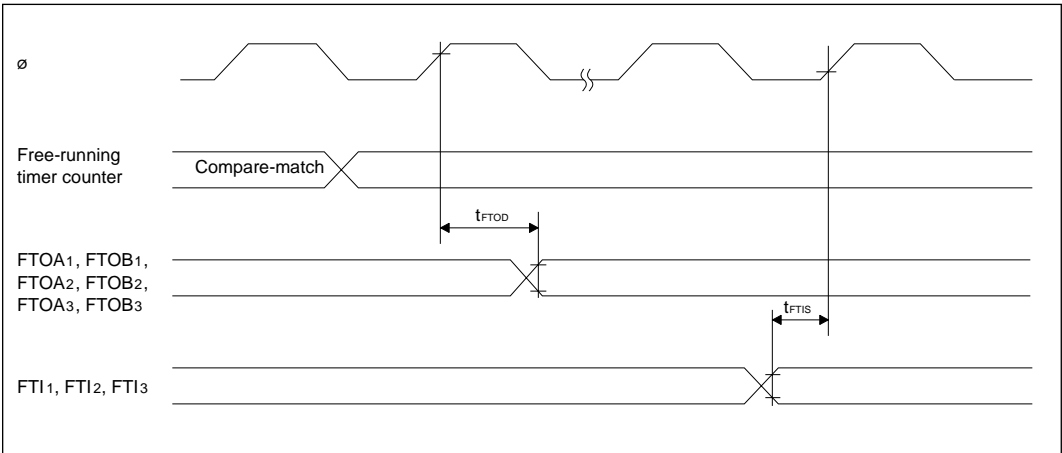 ø
Free-running
timer counter
Compare-match
tFTOD
FTOA1, FTOB1,
FTOA2, FTOB2,
FTOA3, FTOB3
tFTIS
FTI1, FTI2, FTI3